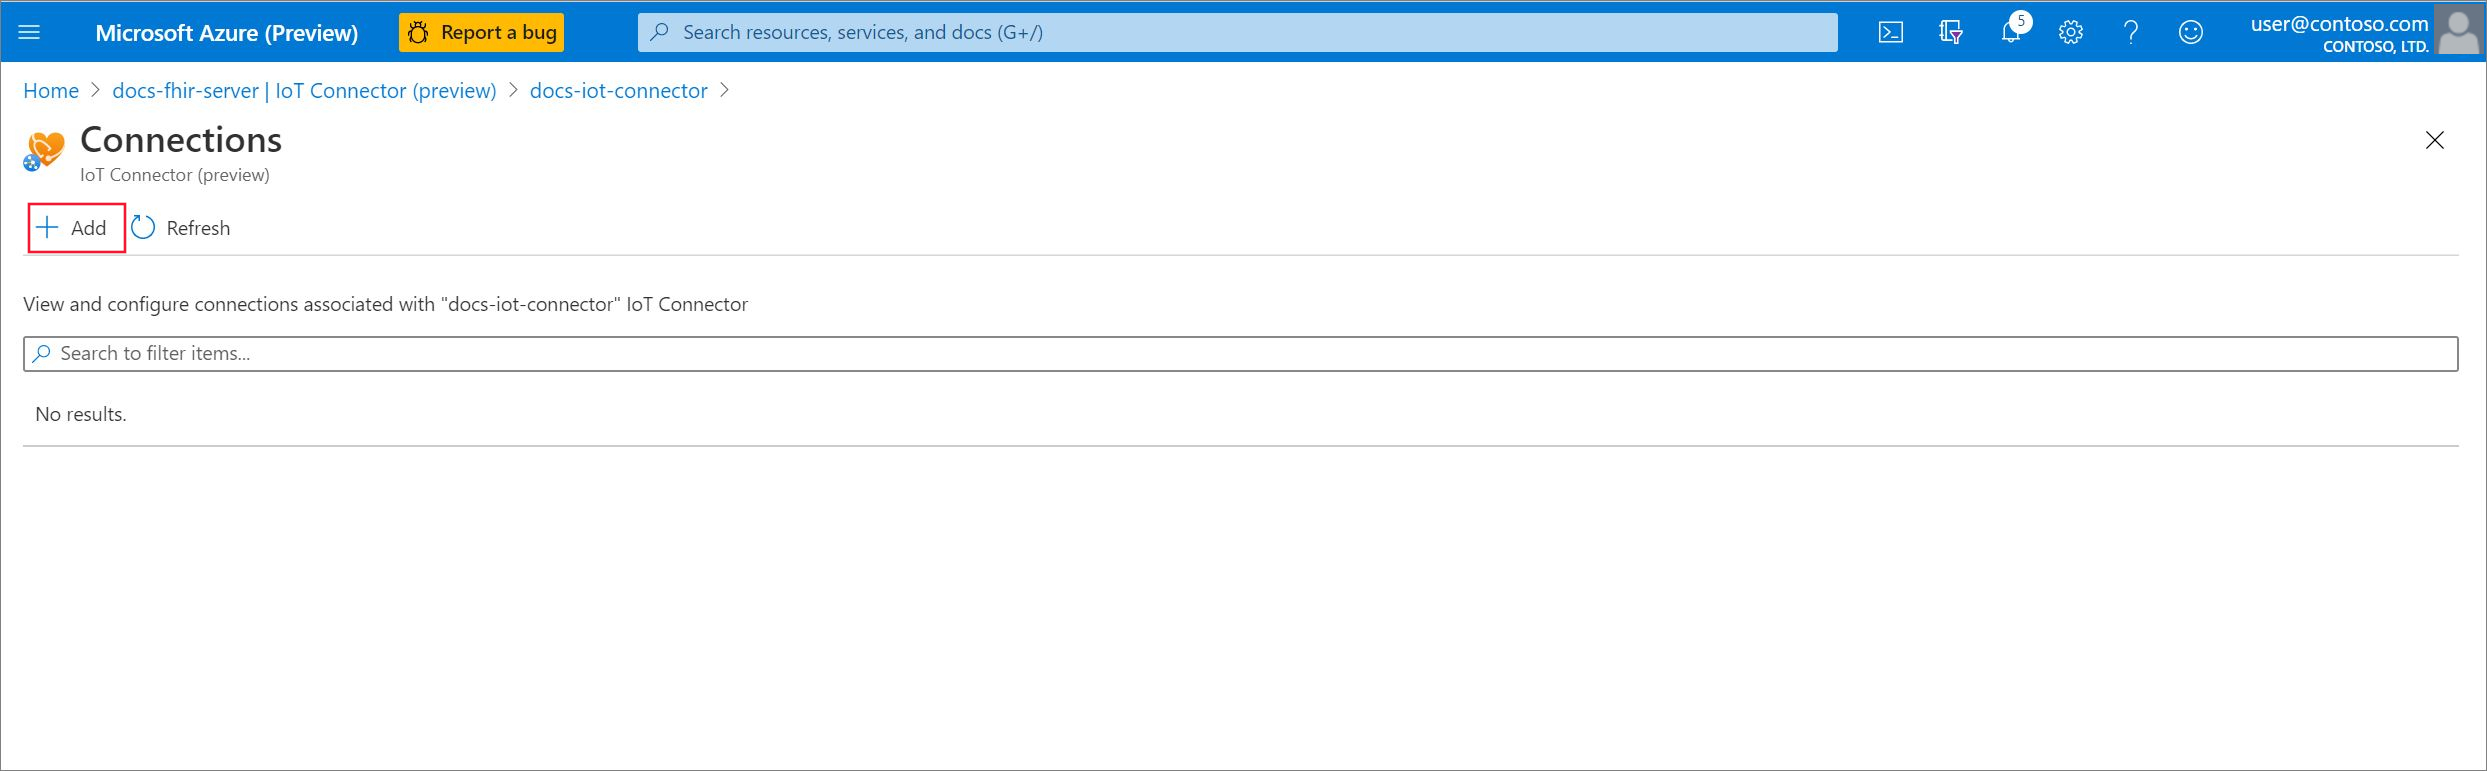 Microsoft Azure (Preview) Report a bug Search resources, services, and docs (G+/) 5 user@contoso.com
CONTOSO, LTD.
Home > docs-fhir-server | IoT Connector (preview) > docs-iot-connector >
Connections
IoT Connector (preview)
Add Refresh
View and configure connections associated with "docs-iot-connector" IoT Connector
Search to filter items...
No results.